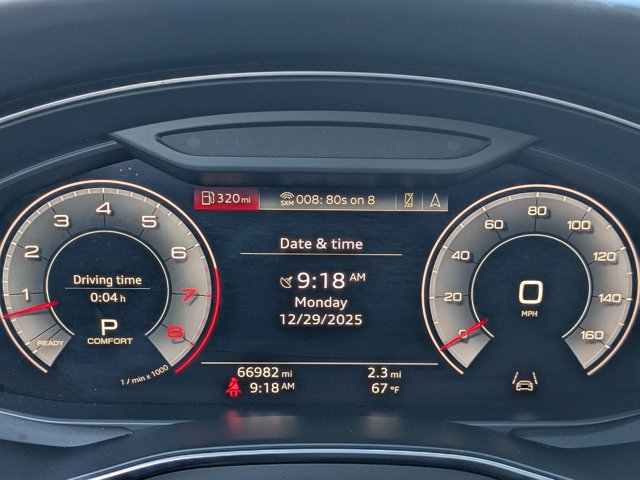 320 mi
SXM 008: 80s on 8
Date & time
9:18 AM
Monday
12/29/2025
66982 mi
2.3 mi
9:18 AM
67 °F
1
2
3
4
5
6
7
8
Driving time
0:04 h
P
COMFORT
READY
1 / min x 1000
0
20
40
60
80
100
120
140
160
0
MPH